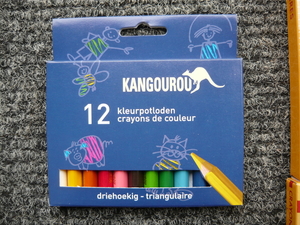 KANGOUROU
12 kleurpotloden
crayons de couleur
driehoekig - triangulaire